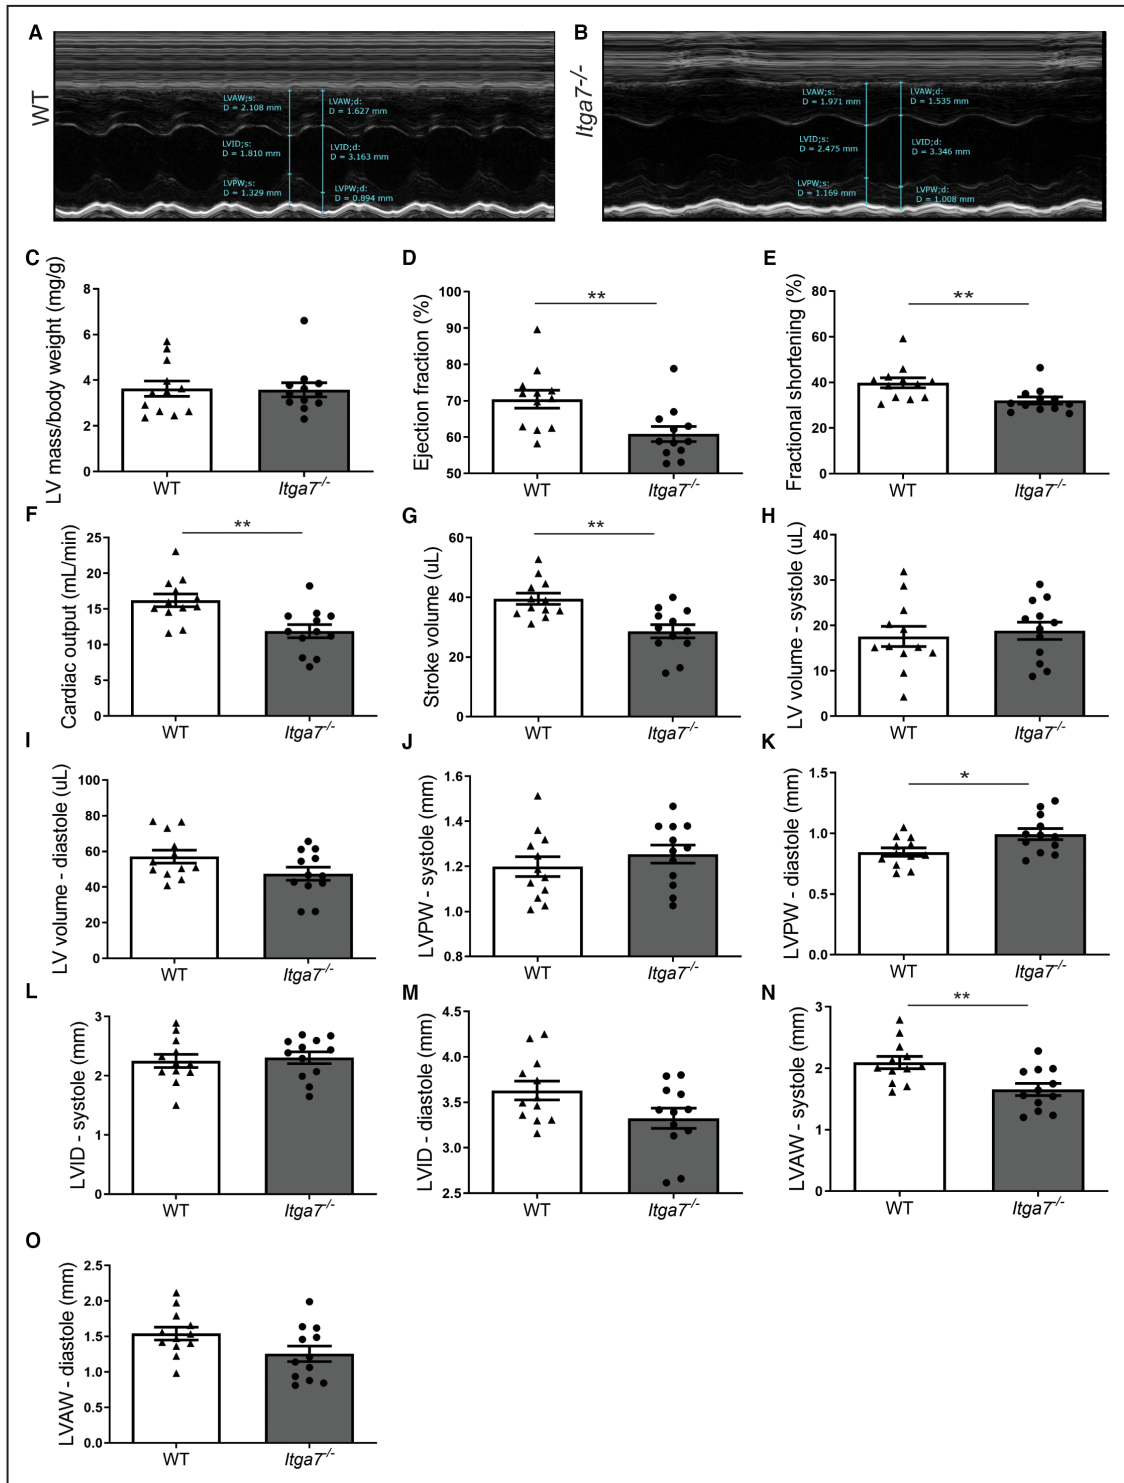 A
WT
LVAW;s:
D = 2.108 mm
LVAW;d:
D = 1.627 mm
LVID;s:
D = 1.810 mm
LVID;d:
D = 3.163 mm
LVPW;s:
D = 1.329 mm
LVPW;d:
D = 0.894 mm
B
Itga7-/-
LVAW;s:
D = 1.971 mm
LVAW;d:
D = 1.535 mm
LVID;s:
D = 2.475 mm
LVID;d:
D = 3.346 mm
LVPW;s:
D = 1.169 mm
LVPW;d:
D = 1.008 mm
C
LV mass/body weight (mg/g)
8
6
4
2
0
WT
Itga7-/-
D
Ejection fraction (%)
100
90
80
70
60
50
**
WT
Itga7-/-
E
Fractional shortening (%)
80
60
40
20
0
**
WT
Itga7-/-
F
Cardiac output (mL/min)
25
20
15
10
5
0
**
WT
Itga7-/-
G
Stroke volume (uL)
60
40
20
0
**
WT
Itga7-/-
H
LV volume - systole (uL)
40
30
20
10
0
WT
Itga7-/-
I
LV volume - diastole (uL)
100
80
60
40
20
0
WT
Itga7-/-
J
LVPW - systole (mm)
1.6
1.4
1.2
1.0
0.8
WT
Itga7-/-
K
LVPW - diastole (mm)
1.5
1.0
0.5
0.0
*
WT
Itga7-/-
L
LVID - systole (mm)
3
2
1
0
WT
Itga7-/-
M
LVID - diastole (mm)
4.5
4.0
3.5
3.0
2.5
WT
Itga7-/-
N
LVAW - systole (mm)
3
2
1
0
**
WT
Itga7-/-
O
LVAW - diastole (mm)
2.5
2.0
1.5
1.0
0.5
0.0
WT
Itga7-/-